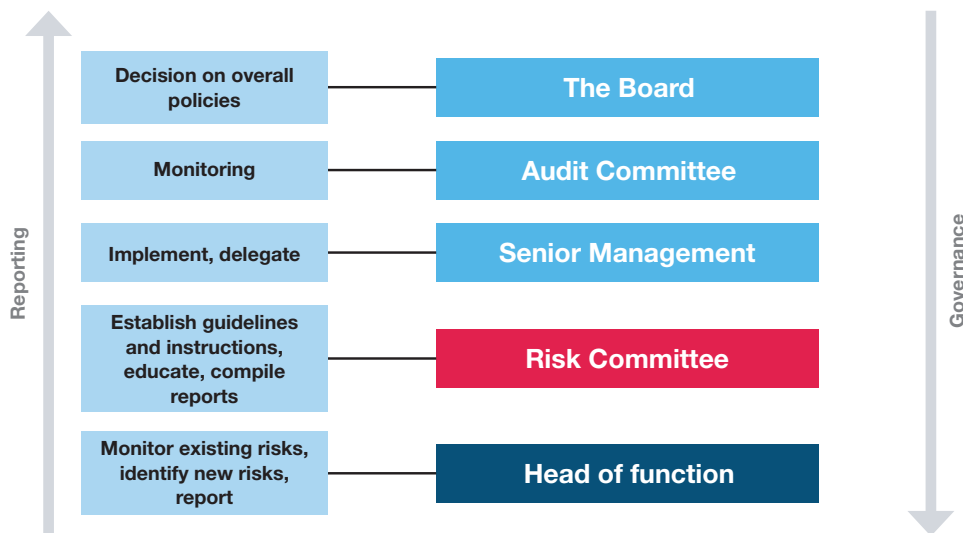 Reporting
Decision on overall
policies
The Board
Monitoring
Audit Committee
Implement, delegate
Senior Management
Establish guidelines
and instructions,
educate, compile
reports
Risk Committee
Monitor existing risks,
identify new risks,
report
Head of function
Governance